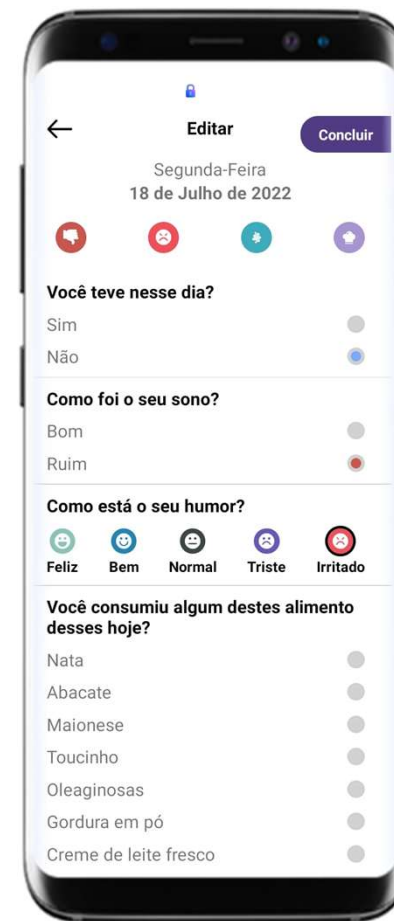 Editar
Concluir
Segunda-Feira
18 de Julho de 2022
Você teve nesse dia?
Sim
Não
Como foi o seu sono?
Bom
Ruim
Como está o seu humor?
Feliz Bem Normal Triste Irritado
Você consumiu algum destes alimento
desses hoje?
Nata
Abacate
Maionese
Toucinho
Oleaginosas
Gordura em pó
Creme de leite fresco